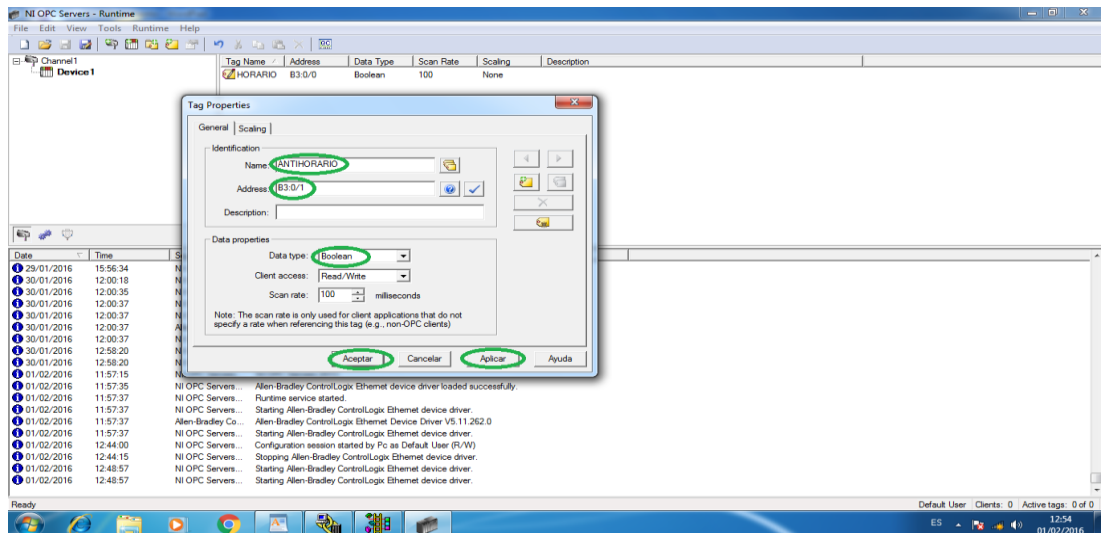 NI OPC Servers - Runtime
File Edit View Tools Runtime Help
Channel1
Device1
Tag Name Address Data Type Scan Rate Scaling Description
HORARIO B3:0/0 Boolean 100 None
Tag Properties
General Scaling
Identification
Name: ANTIHORARIO
Address: B3:0/1
Description:
Data properties
Data type: Boolean
Client access: Read/Write
Scan rate: 100 milliseconds
Note: The scan rate is only used for client applications that do not
specify a rate when referencing this tag (e.g., non-OPC clients)
Aceptar Cancelar Aplicar Ayuda
Date Time
29/01/2016 15:56:34
30/01/2016 12:00:18
30/01/2016 12:00:35
30/01/2016 12:00:37
30/01/2016 12:00:37
30/01/2016 12:00:37
30/01/2016 12:00:37
30/01/2016 12:58:20
30/01/2016 12:58:20
01/02/2016 11:57:15
01/02/2016 11:57:35 NI OPC Servers... Allen-Bradley ControlLogix Ethernet device driver loaded successfully.
01/02/2016 11:57:37 NI OPC Servers... Runtime service started.
01/02/2016 11:57:37 NI OPC Servers... Starting Allen-Bradley ControlLogix Ethernet device driver.
01/02/2016 11:57:37 Allen-Bradley Co... Allen-Bradley ControlLogix Ethernet Device Driver V5.11.262.0
01/02/2016 11:57:37 NI OPC Servers... Starting Allen-Bradley ControlLogix Ethernet device driver.
01/02/2016 12:44:00 NI OPC Servers... Configuration session started by Pc as Default User (R/W)
01/02/2016 12:44:15 NI OPC Servers... Stopping Allen-Bradley ControlLogix Ethernet device driver.
01/02/2016 12:48:57 NI OPC Servers... Starting Allen-Bradley ControlLogix Ethernet device driver.
01/02/2016 12:48:57 NI OPC Servers... Starting Allen-Bradley ControlLogix Ethernet device driver.
Ready Default User Clients: 0 Active tags: 0 of 0
ES 12:54
01/02/2016